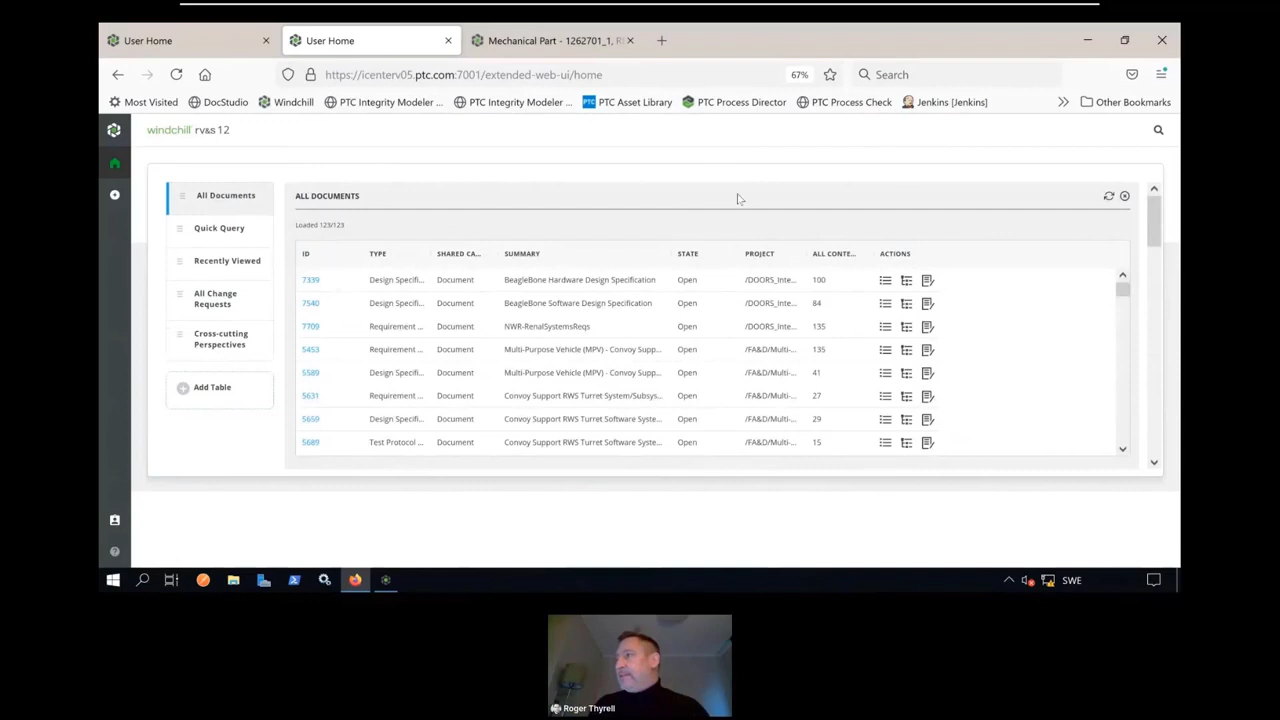 User Home
User Home
Mechanical Part - 1262701_1, R
https://icenterv05.ptc.com:7001/extended-web-ui/home
67%
Search
Most Visited
DocStudio
Windchill
PTC Integrity Modeler ...
PTC Integrity Modeler ...
PTC Asset Library
PTC Process Director
PTC Process Check
Jenkins [Jenkins]
Other Bookmarks
windchill rv&s 12
All Documents
Quick Query
Recently Viewed
All Change
Requests
Cross-cutting
Perspectives
Add Table
ALL DOCUMENTS
Loaded 123/123
ID TYPE SHARED CA... SUMMARY STATE PROJECT ALL CONTE... ACTIONS
7339 Design Specifi... Document BeagleBone Hardware Design Specification Open /DOORS_Inte... 100
7540 Design Specifi... Document BeagleBone Software Design Specification Open /DOORS_Inte... 84
7709 Requirement ... Document NWR-RenalSystemsReqs Open /DOORS_Inte... 135
5453 Requirement ... Document Multi-Purpose Vehicle (MPV) - Convoy Supp... Open /FA&D/Multi-... 135
5589 Design Specifi... Document Multi-Purpose Vehicle (MPV) - Convoy Supp... Open /FA&D/Multi-... 41
5631 Requirement ... Document Convoy Support RWS Turret System/Subsys... Open /FA&D/Multi-... 27
5659 Design Specifi... Document Convoy Support RWS Turret Software Syste... Open /FA&D/Multi-... 29
5689 Test Protocol ... Document Convoy Support RWS Turret Software Syste... Open /FA&D/Multi-... 15
SWE
Roger Thyrell